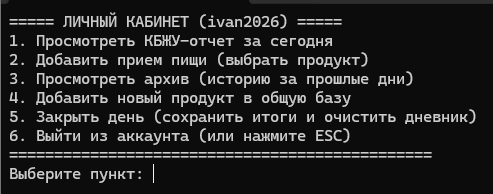 ===== ЛИЧНЫЙ КАБИНЕТ (ivan2026) =====
1. Просмотреть КБЖУ-отчет за сегодня
2. Добавить прием пищи (выбрать продукт)
3. Просмотреть архив (историю за прошлые дни)
4. Добавить новый продукт в общую базу
5. Закрыть день (сохранить итоги и очистить дневник)
6. Выйти из аккаунта (или нажмите ESC)
===============================================
Выберите пункт: